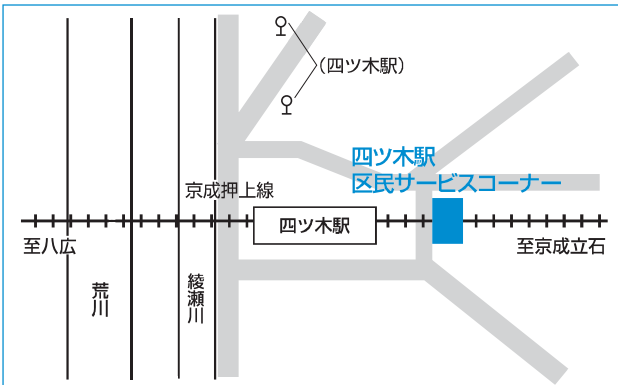 (四ツ木駅)
四ツ木駅
区民サービスコーナー
京成押上線
四ツ木駅
至八広
至京成立石
荒川
綾瀬川